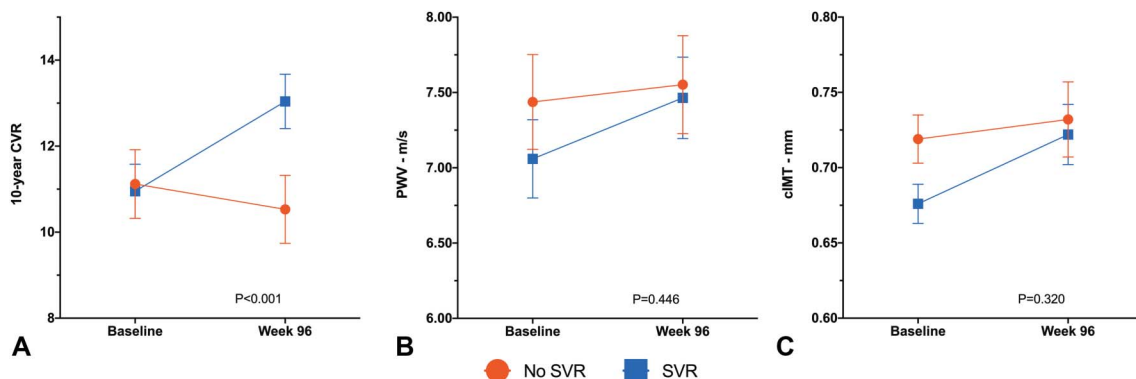 10-year CVR
14
12
10
8
P<0.001
Baseline
Week 96
A
PWV - m/s
8.00
7.50
7.00
6.50
6.00
P=0.446
Baseline
Week 96
B
cIMT - mm
0.80
0.75
0.70
0.65
0.60
P=0.320
Baseline
Week 96
C
No SVR
SVR